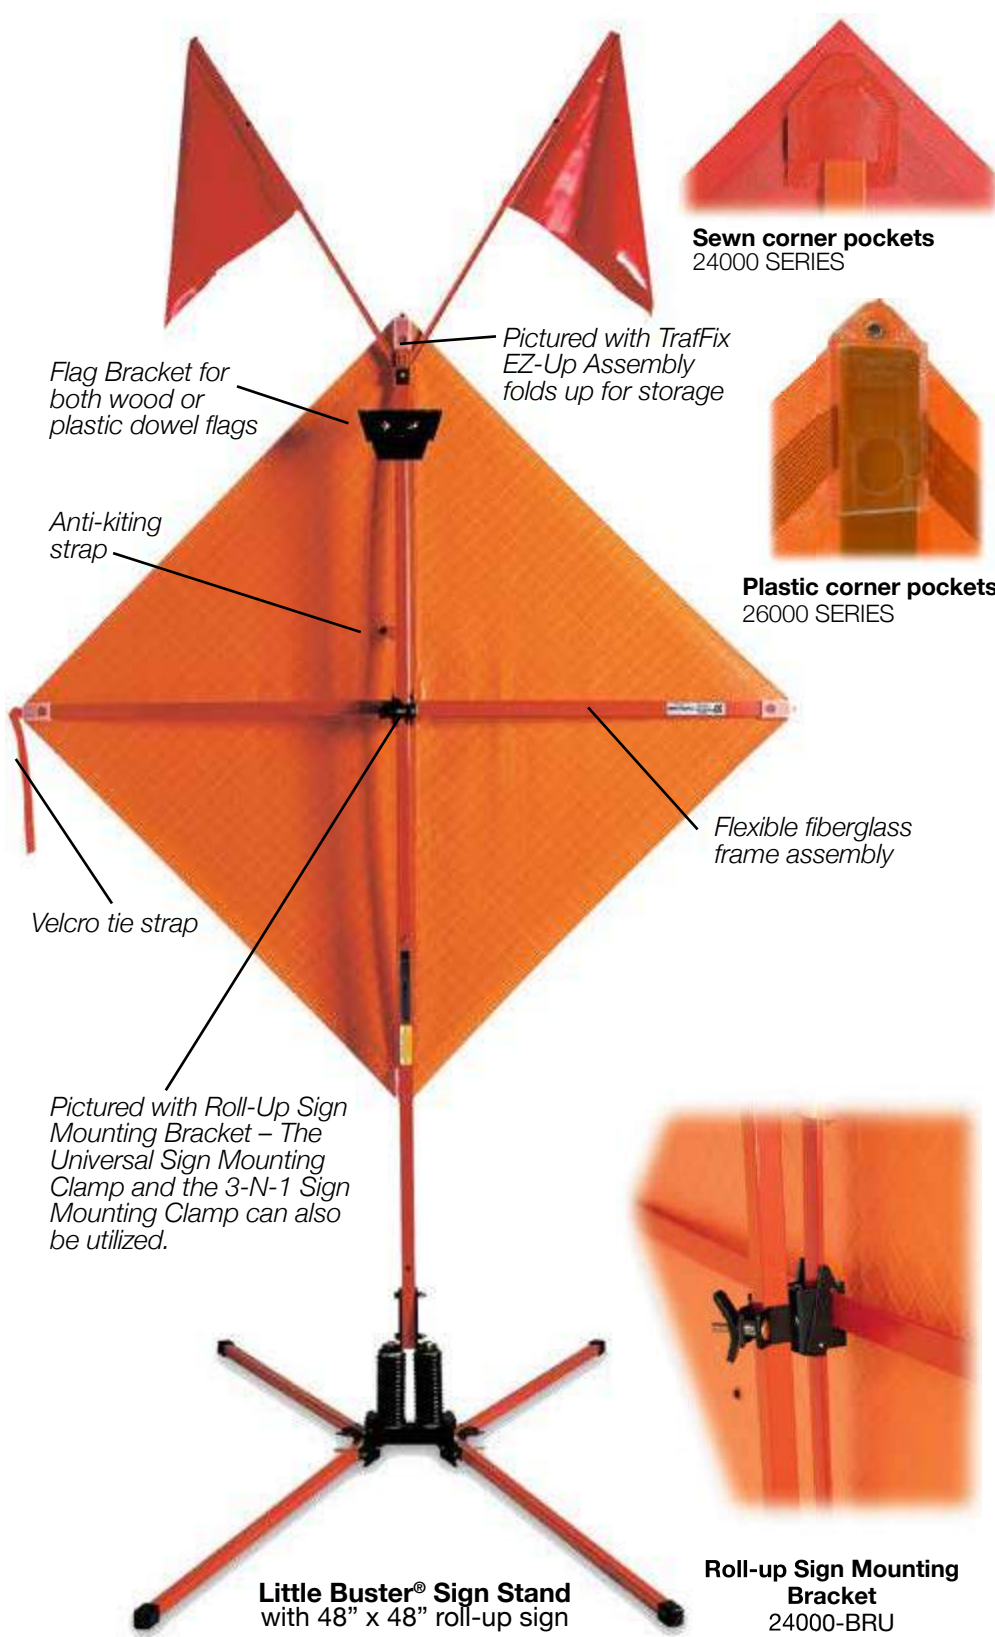 Sewn corner pockets
24000 SERIES
Pictured with TrafFix
EZ-Up Assembly
folds up for storage
Flag Bracket for
both wood or
plastic dowel flags
Anti-kiting
strap
Plastic corner pockets
26000 SERIES
Flexible fiberglass
frame assembly
Velcro tie strap
Pictured with Roll-Up Sign
Mounting Bracket – The
Universal Sign Mounting
Clamp and the 3-N-1 Sign
Mounting Clamp can also
be utilized.
Little Buster® Sign Stand
with 48” x 48” roll-up sign
Roll-up Sign Mounting
Bracket
24000-BRU